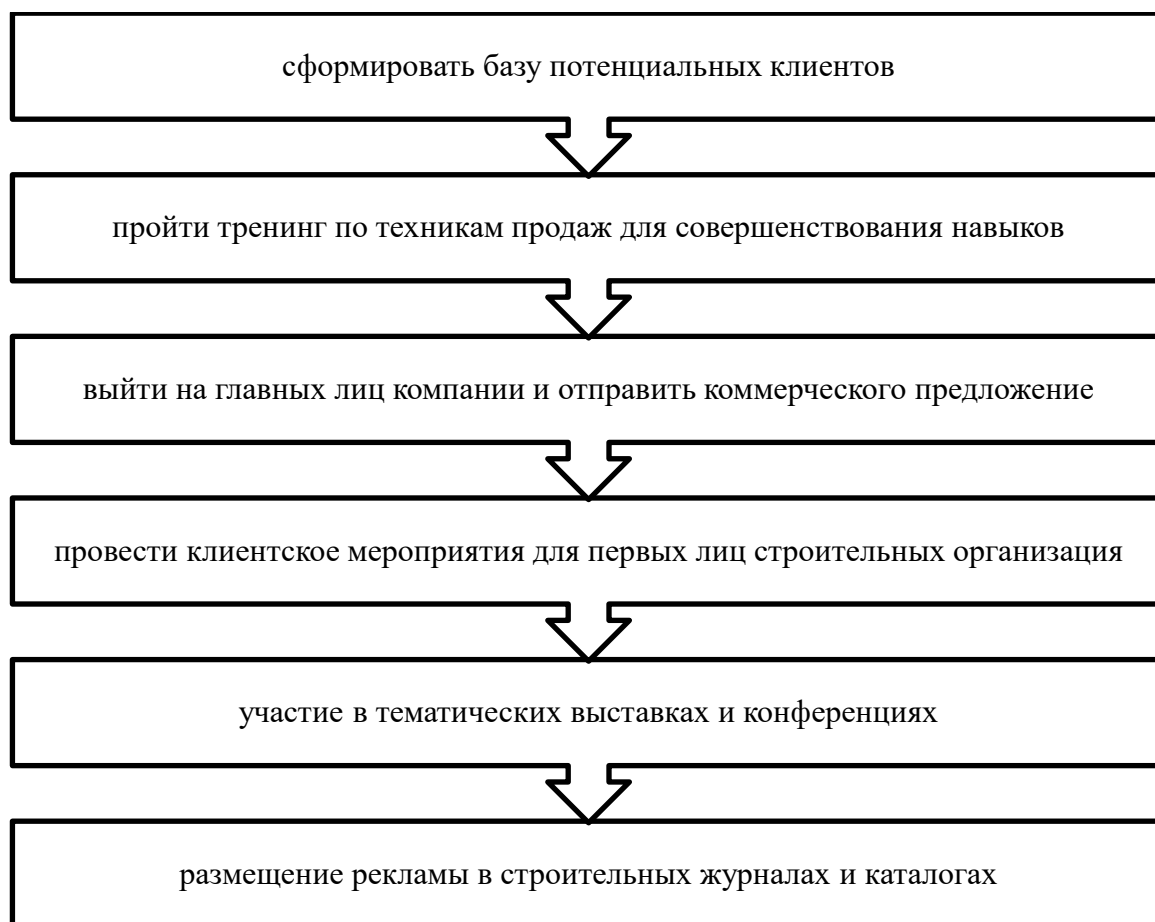 сформировать базу потенциальных клиентов
пройти тренинг по техникам продаж для совершенствования навыков
выйти на главных лиц компании и отправить коммерческого предложение
провести клиентское мероприятия для первых лиц строительных организация
участие в тематических выставках и конференциях
размещение рекламы в строительных журналах и каталогах